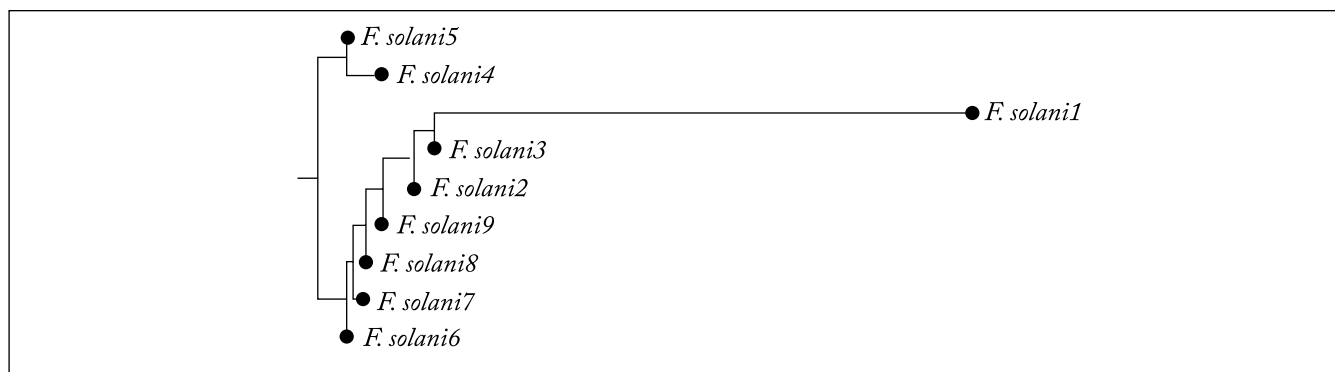 F. solani5
F. solani4
F. solani1
F. solani3
F. solani2
F. solani9
F. solani8
F. solani7
F. solani6